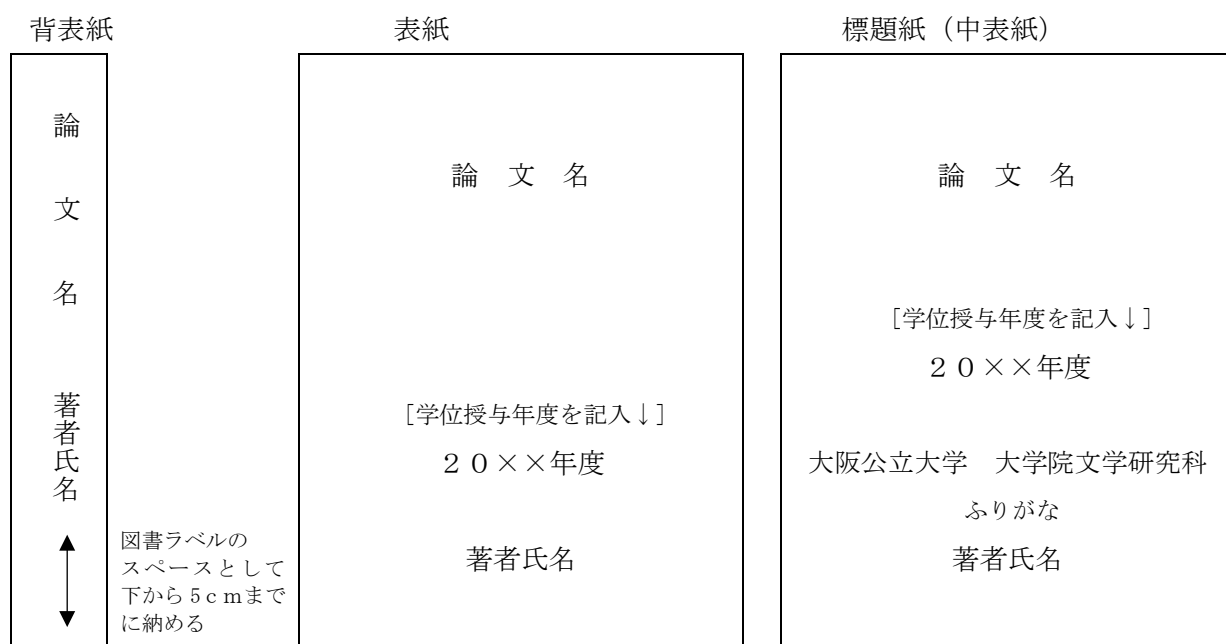 背表紙
論文名
著者氏名
図書ラベルの
スペースとして
下から5cmまで
に納める
表紙
論 文 名
[学位授与年度を記入↓]
２０××年度
著者氏名
標題紙（中表紙）
論 文 名
[学位授与年度を記入↓]
２０××年度
大阪公立大学　大学院文学研究科
ふりがな
著者氏名